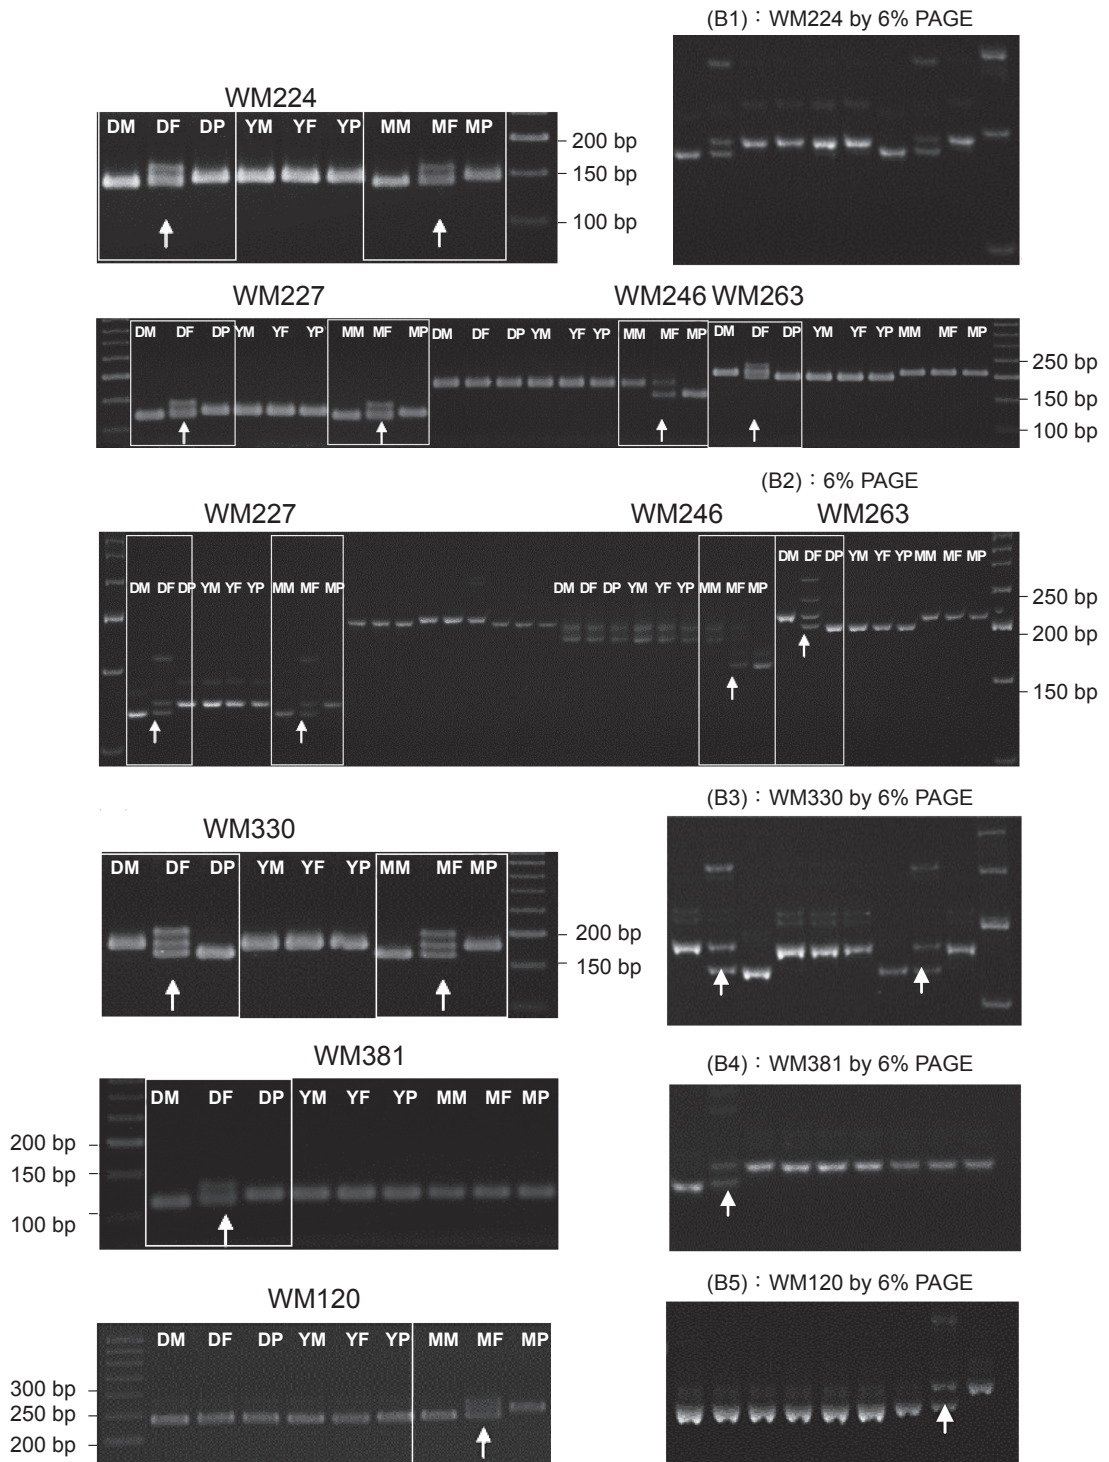 (B1)：WM224 by 6% PAGE
WM224
DM DF DP YM YF YP MM MF MP
200 bp
150 bp
100 bp
WM227 WM246 WM263
DM DF DP YM YF YP MM MF MP DM DF DP YM YF YP MM MF MP DM DF DP YM YF YP MM MF MP
250 bp
150 bp
100 bp
(B2)：6% PAGE
WM227 WM246 WM263
DM DF DP YM YF YP MM MF MP DM DF DP YM YF YP MM MF MP DM DF DP YM YF YP MM MF MP
250 bp
200 bp
150 bp
(B3)：WM330 by 6% PAGE
WM330
DM DF DP YM YF YP MM MF MP
200 bp
150 bp
WM381
(B4)：WM381 by 6% PAGE
DM DF DP YM YF YP MM MF MP
200 bp
150 bp
100 bp
(B5)：WM120 by 6% PAGE
WM120
DM DF DP YM YF YP MM MF MP
300 bp
250 bp
200 bp